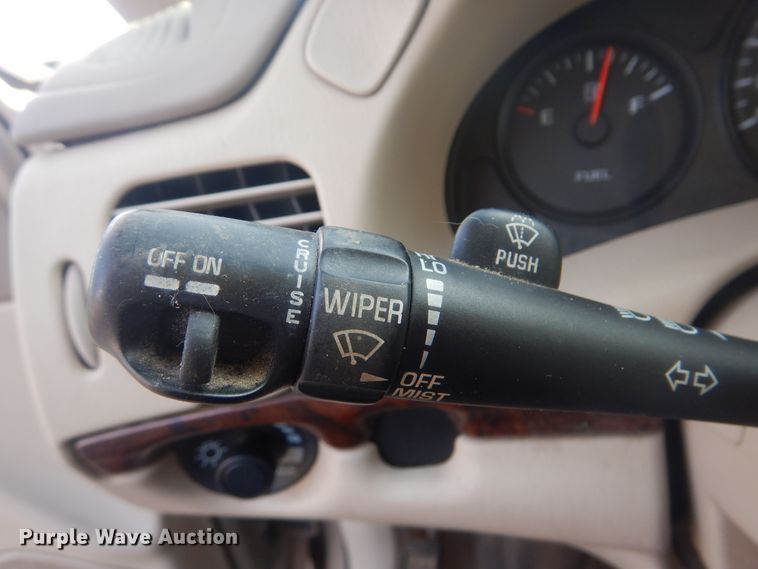 E F
FUEL
PUSH
OFF ON
CRUISE
WIPER
LO
OFF
MIST
Purple Wave Auction®